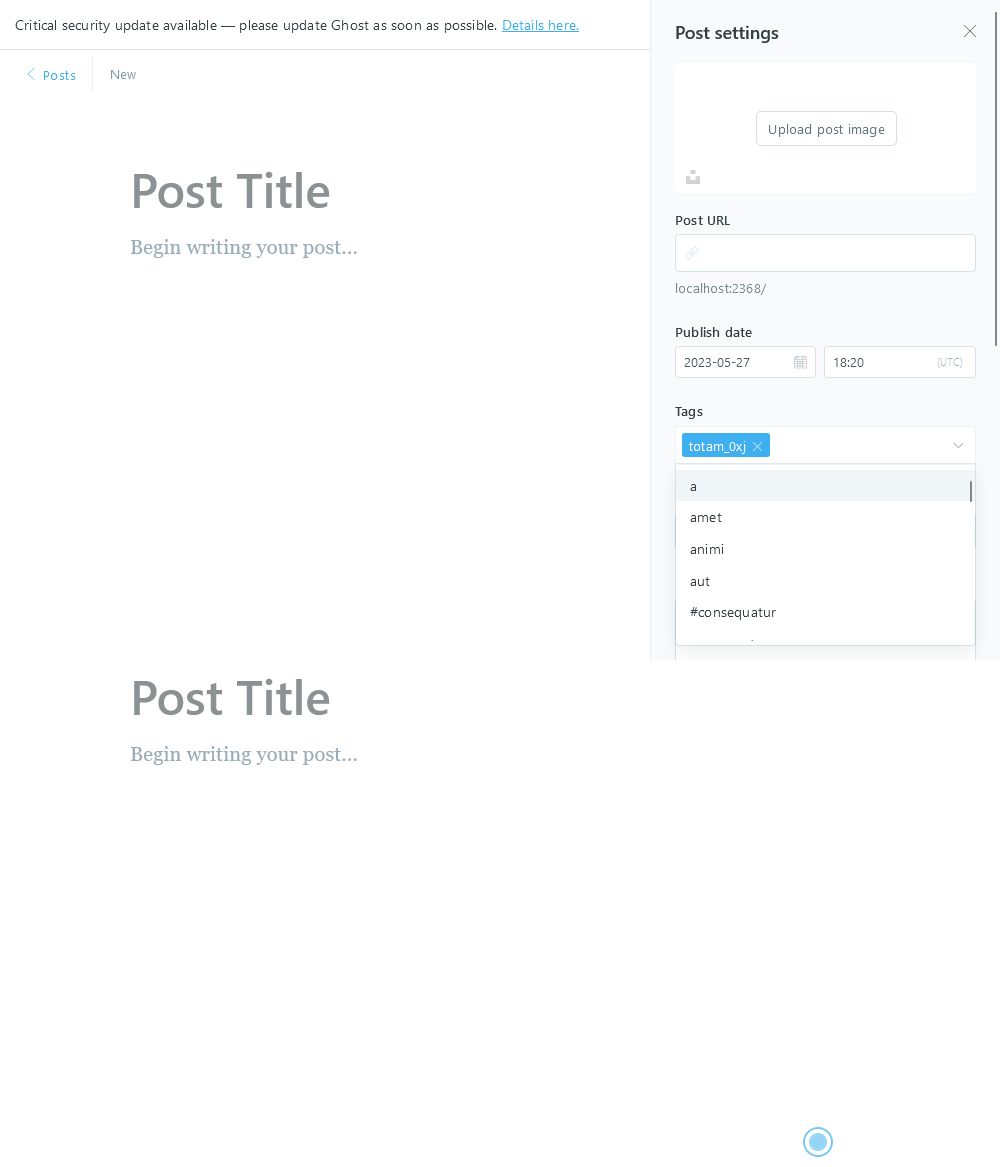 Critical security update available — please update Ghost as soon as possible. Details here.
Posts
New
Post Title
Begin writing your post...
Post settings
Upload post image
Post URL
localhost:2368/
Publish date
2023-05-27
18:20
(UTC)
Tags
totam_0xj
a
amet
animi
aut
#consequatur
Post Title
Begin writing your post...